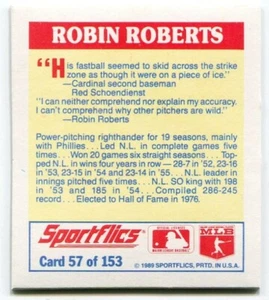 ROBIN ROBERTS
"His fastball seemed to skid across the strike
zone as though it were on a piece of ice."
—Cardinal second baseman
Red Schoendienst
"I can neither comprehend nor explain my accuracy.
I can't comprehend why other pitchers are wild."
—Robin Roberts
Power-pitching righthander for 19 seasons, mainly
with Phillies... Led N.L. in complete games five
times... Won 20 games six straight seasons... Top-
ped N.L. in wins four years in row — 28-7 in '52, 23-16
in '53, 23-15 in '54 and 23-14 in '55... N.L. leader in
innings pitched five times... N.L. SO king with 198
in '53 and 185 in '54... Compiled 286-245
record... Elected to Hall of Fame in 1976.
Sportflics
MLB
Card 57 of 153
© 1989 SPORTFLICS, PRTD. IN U.S.A.